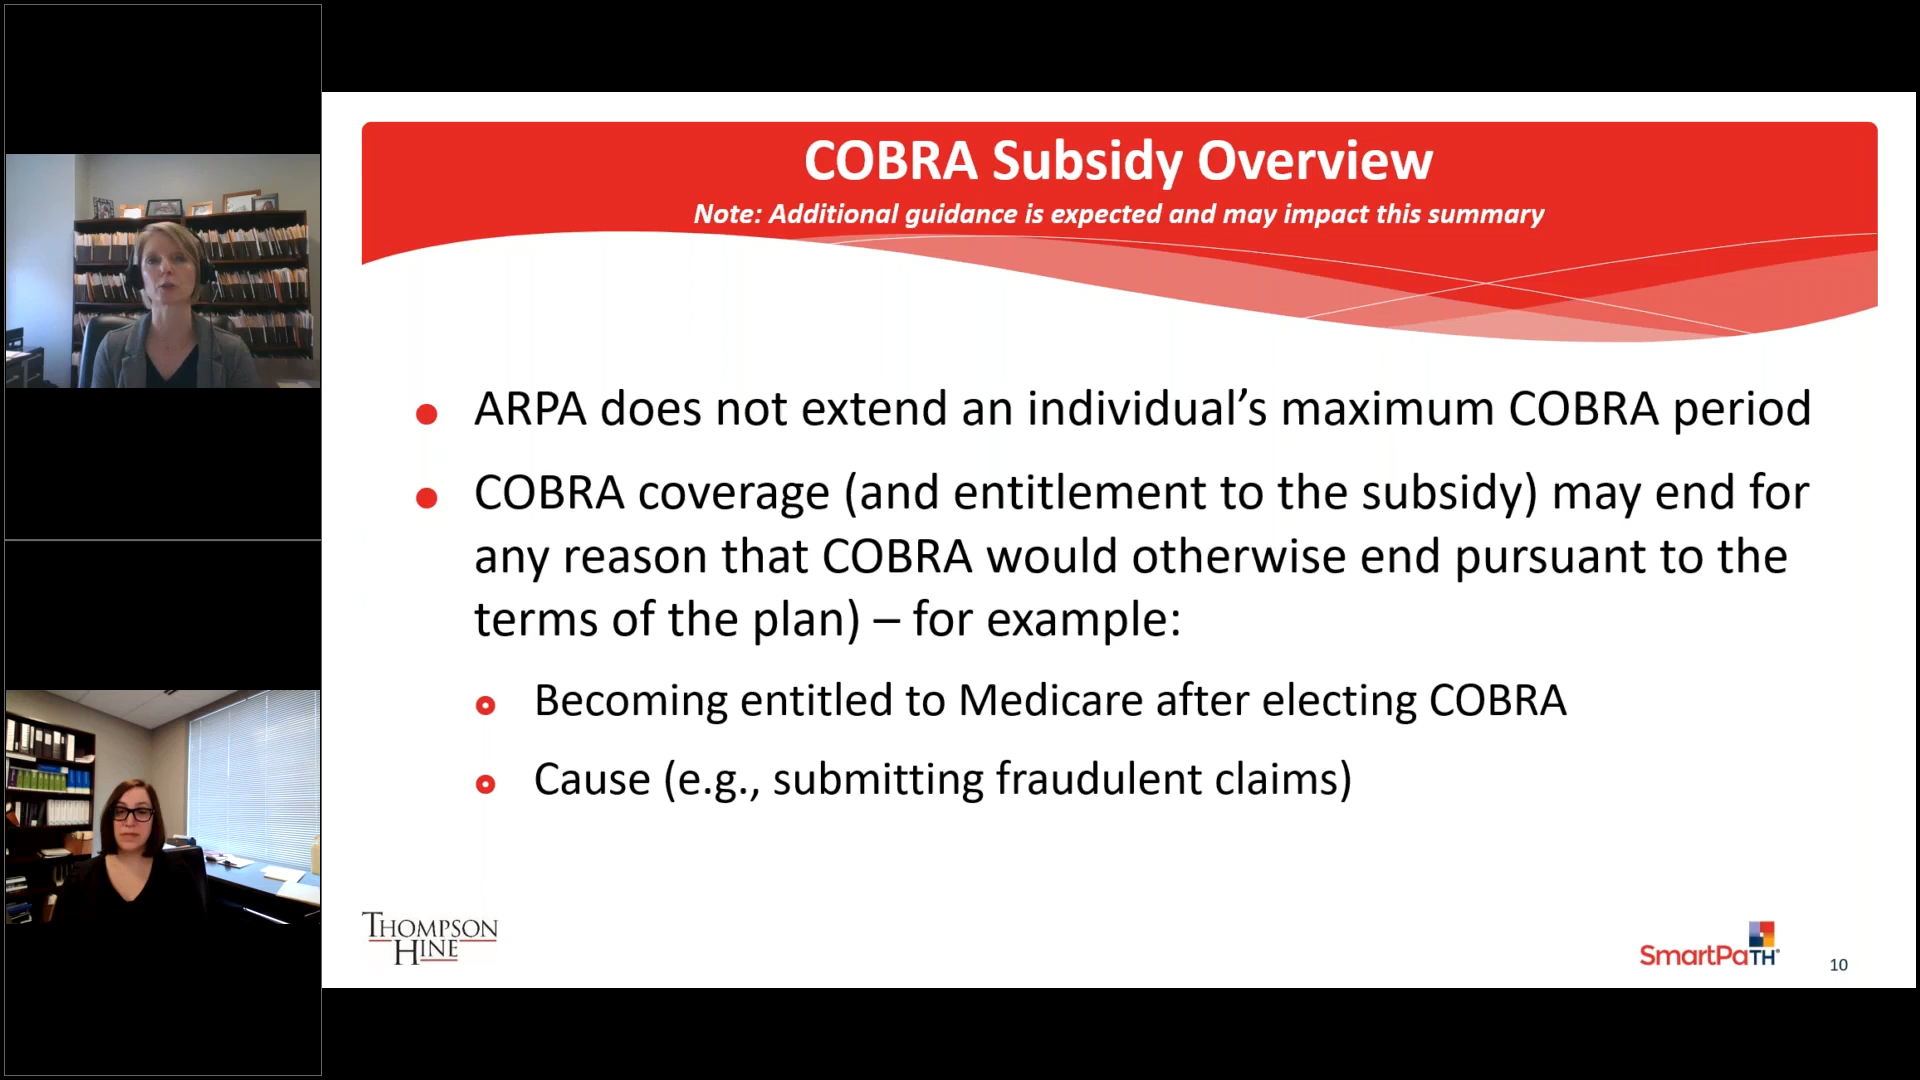 COBRA Subsidy Overview
Note: Additional guidance is expected and may impact this summary
ARPA does not extend an individual’s maximum COBRA period
COBRA coverage (and entitlement to the subsidy) may end for
any reason that COBRA would otherwise end pursuant to the
terms of the plan) – for example:
Becoming entitled to Medicare after electing COBRA
Cause (e.g., submitting fraudulent claims)
THOMPSON
HINE
SmartPaTH
10